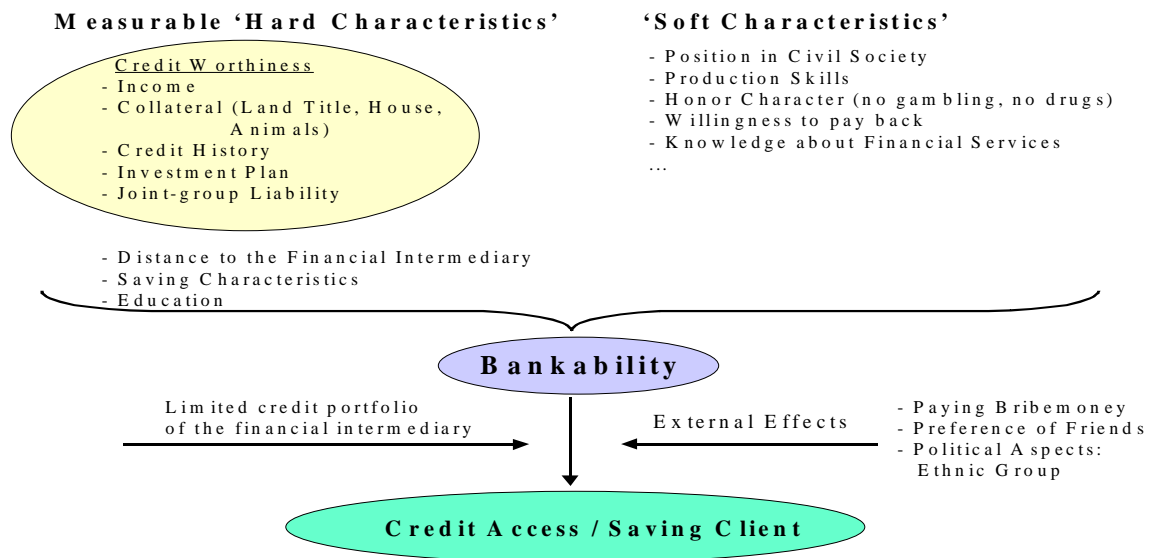 Measurable ‘Hard Characteristics’
‘Soft Characteristics’
Credit Worthiness
- Income
- Collateral (Land Title, House,
Animals)
- Credit History
- Investment Plan
- Joint-group Liability
- Distance to the Financial Intermediary
- Saving Characteristics
- Education
- Position in Civil Society
- Production Skills
- Honor Character (no gambling, no drugs)
- Willingness to pay back
- Knowledge about Financial Services
...
Bankability
Limited credit portfolio
of the financial intermediary
External Effects
- Paying Bribemoney
- Preference of Friends
- Political Aspects:
Ethnic Group
Credit Access / Saving Client